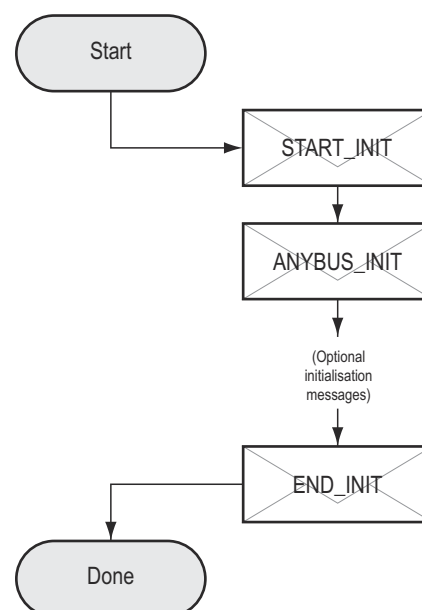 Start
START_INIT
ANYBUS_INIT
(Optional
initialisation
messages)
END_INIT
Done